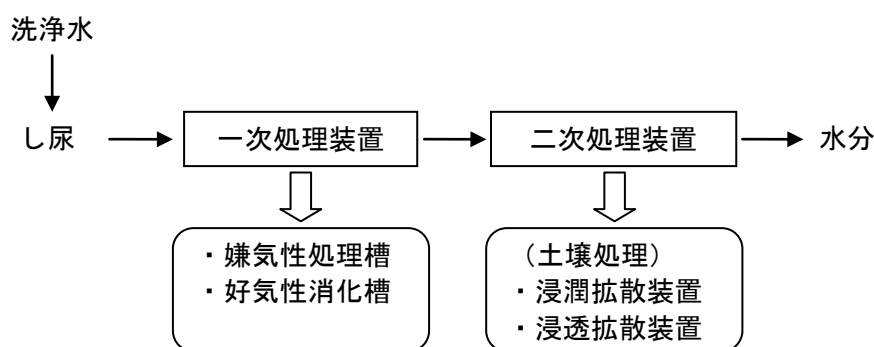 洗浄水
し尿
一次処理装置
二次処理装置
水分
・嫌気性処理槽
・好気性消化槽
(土壌処理)
・浸潤拡散装置
・浸透拡散装置